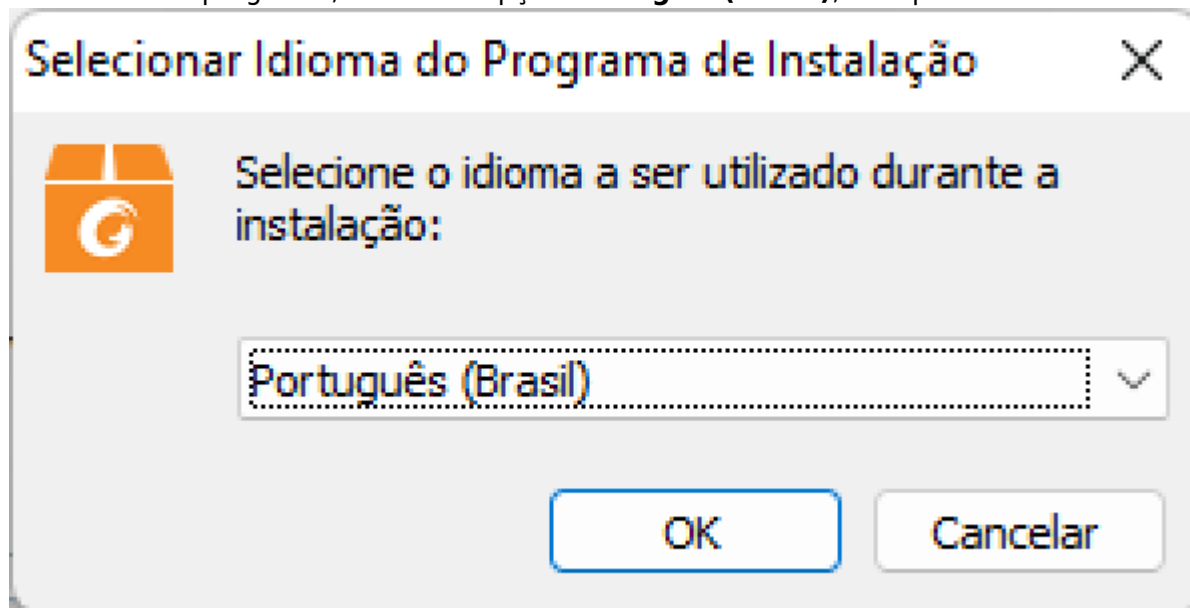 Selecionar Idioma do Programa de Instalação
Selecione o idioma a ser utilizado durante a
instalação:
Português (Brasil)
OK Cancelar